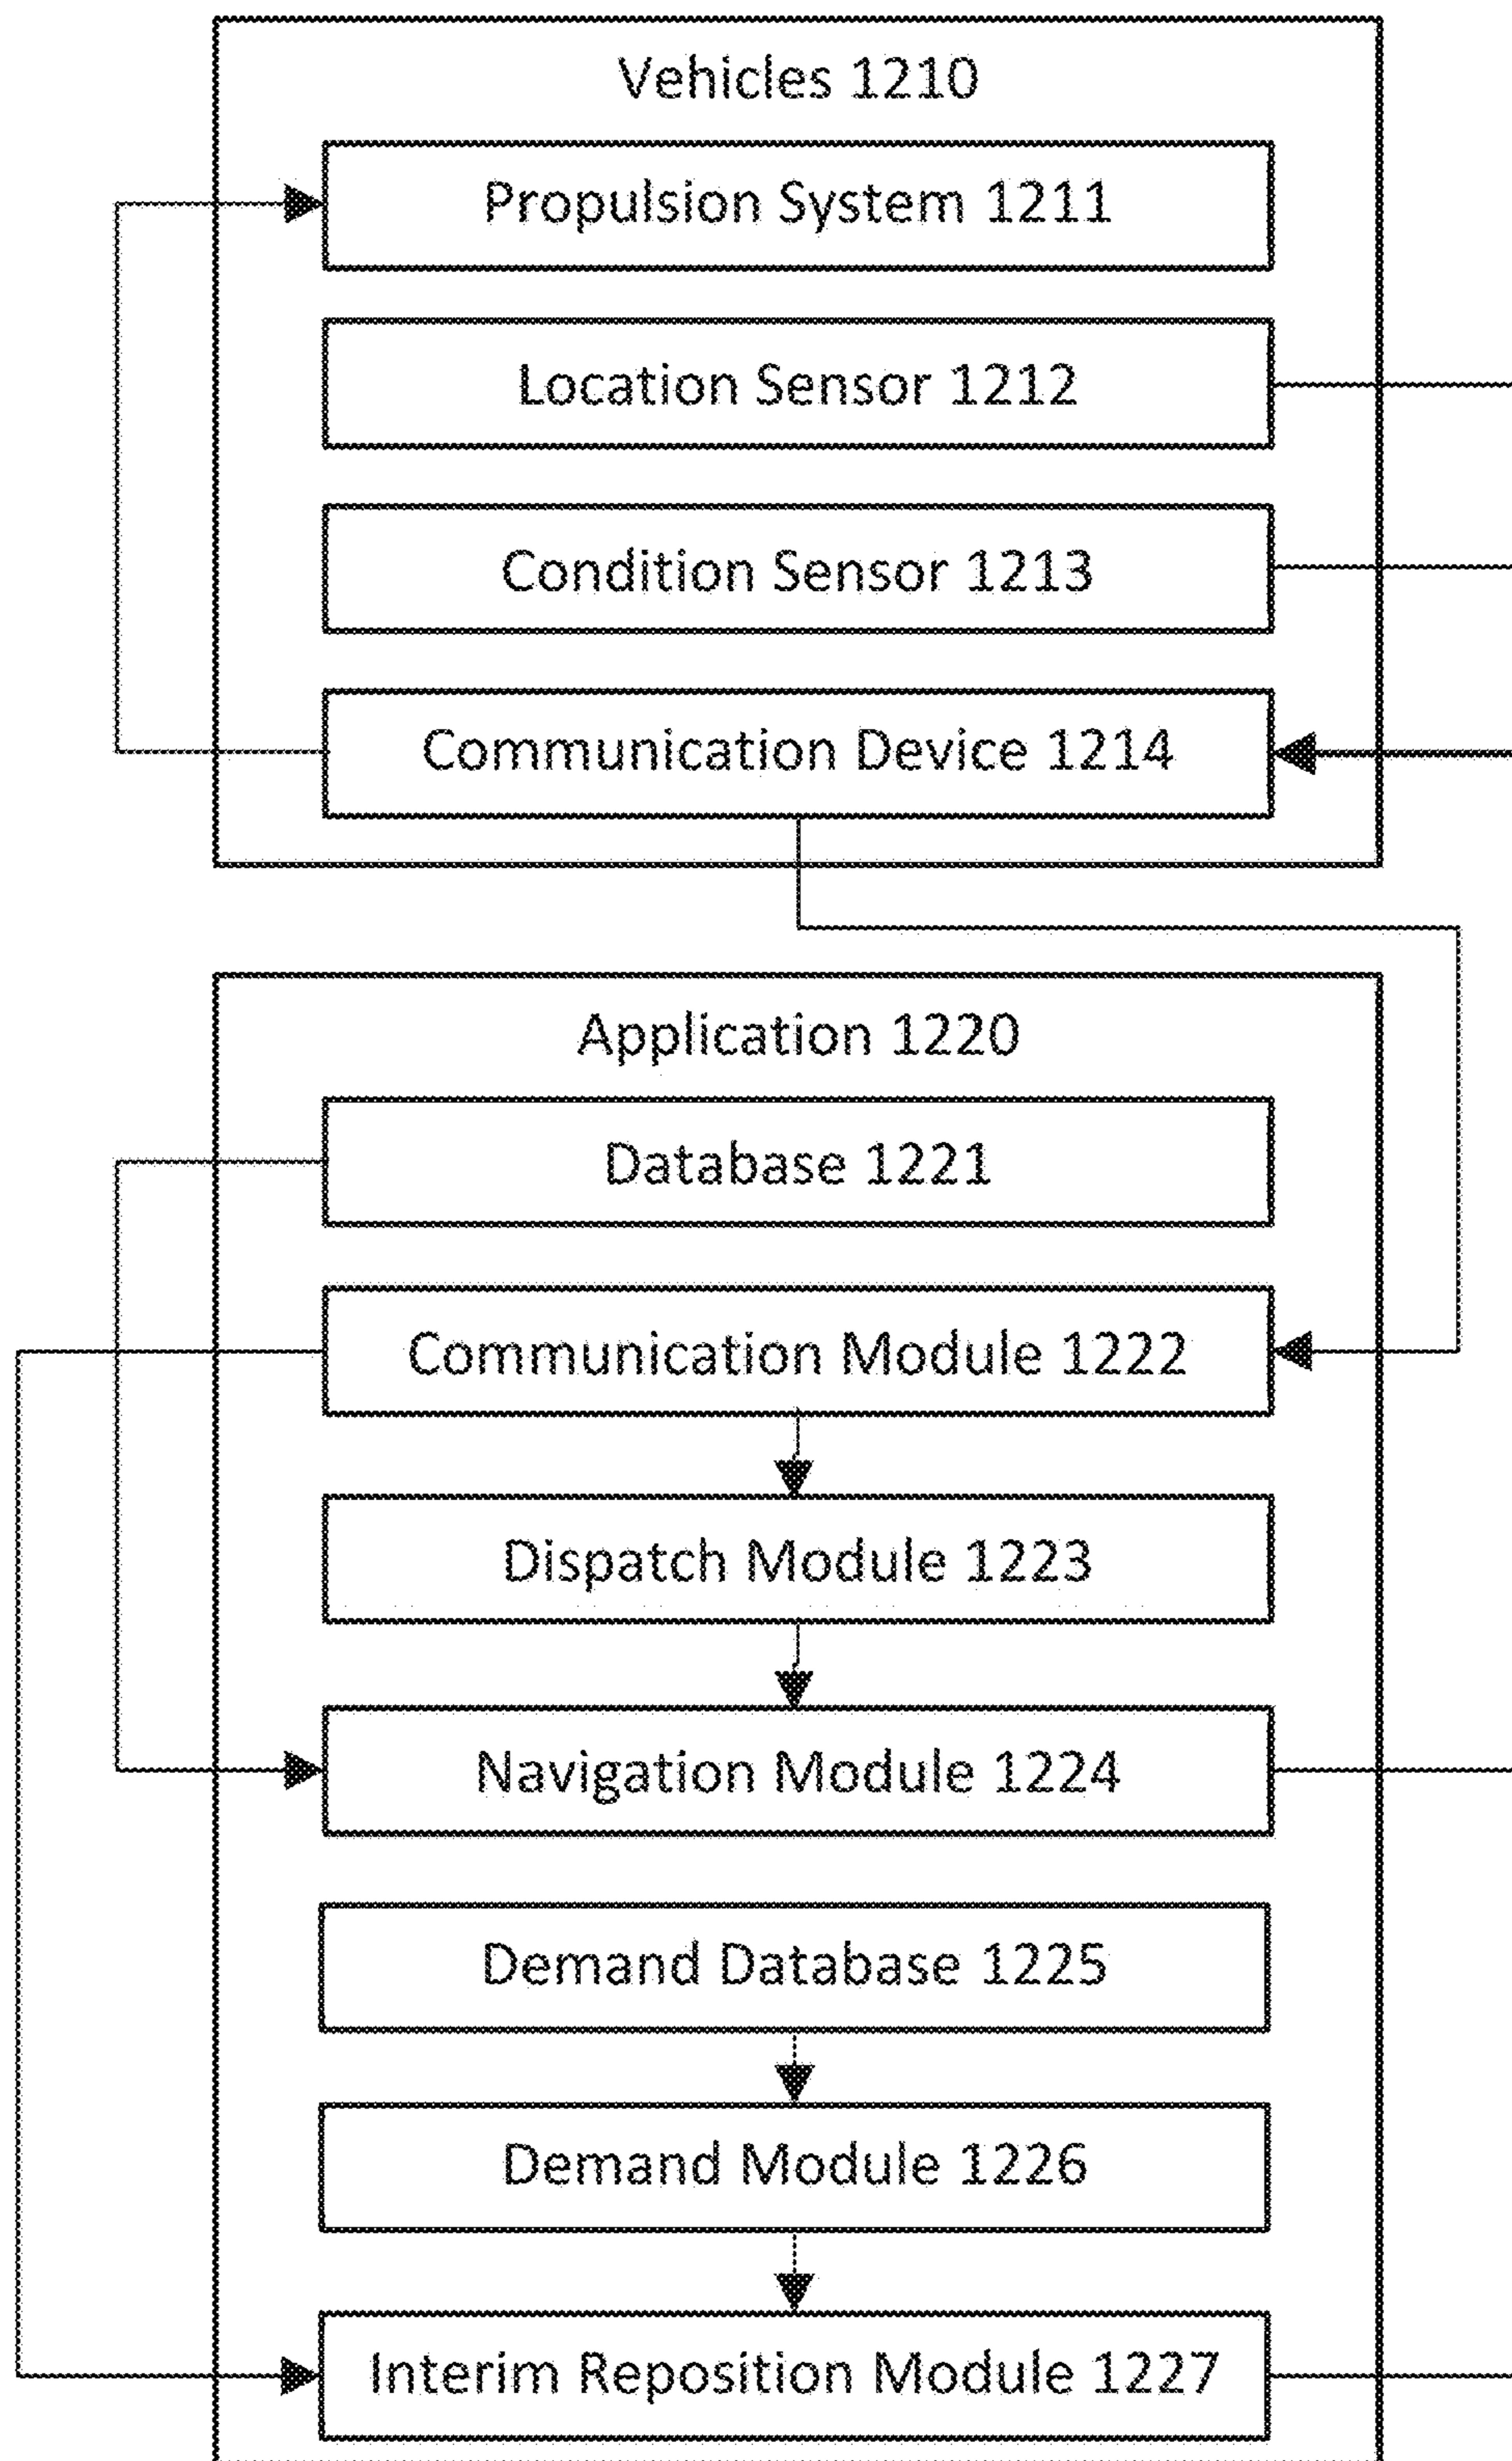 Vehicles 1210
Propulsion System 1211
Location Sensor 1212
Condition Sensor 1213
Communication Device 1214
Application 1220
Database 1221
Communication Module 1222
Dispatch Module 1223
Navigation Module 1224
Demand Database 1225
Demand Module 1226
Interim Reposition Module 1227